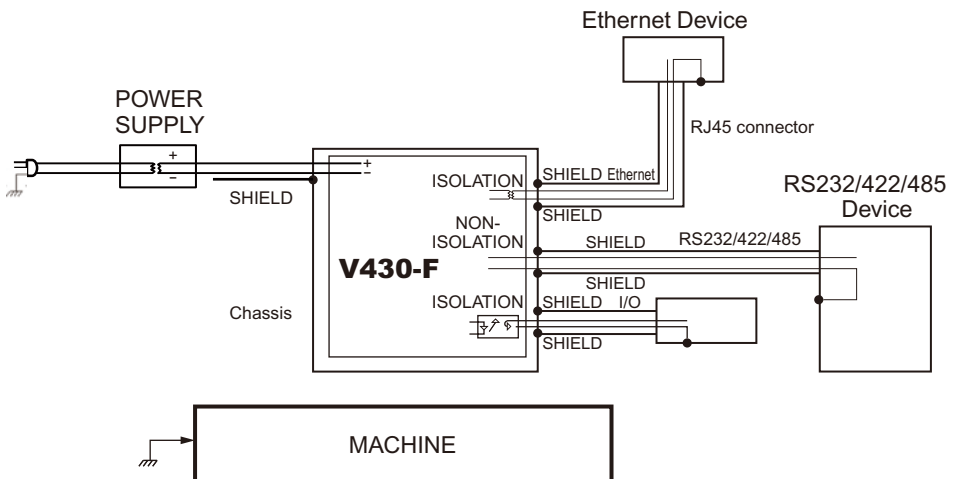 Ethernet Device
POWER
SUPPLY
+
−
SHIELD
RJ45 connector
+
−
ISOLATION
SHIELD Ethernet
SHIELD
RS232/422/485
Device
NON-
ISOLATION
SHIELD
RS232/422/485
SHIELD
V430-F
Chassis
ISOLATION
SHIELD I/O
SHIELD
MACHINE